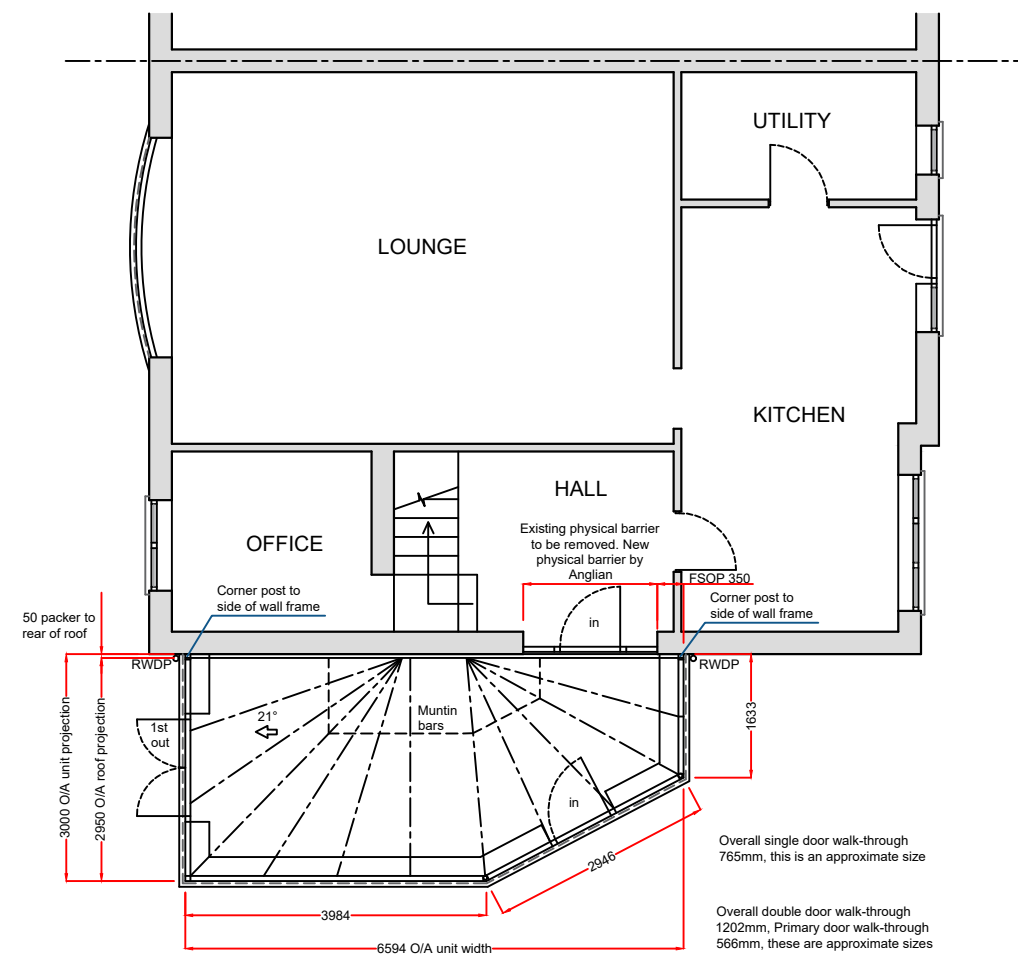 UTILITY
LOUNGE
KITCHEN
HALL
Existing physical barrier
to be removed. New
physical barrier by
Anglian
OFFICE
FSOP 350
Corner post to
side of wall frame
Corner post to
side of wall frame
50 packer to
rear of roof
in
RWDP
RWDP
1633
3000 O/A unit projection
2950 O/A roof projection
1st
out
21°
Muntin
bars
in
2946
Overall single door walk-through
765mm, this is an approximate size
3984
6594 O/A unit width
Overall double door walk-through
1202mm, Primary door walk-through
566mm, these are approximate sizes